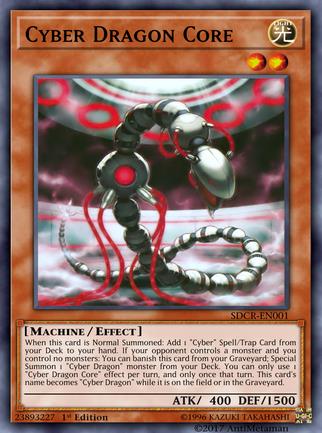 CYBER DRAGON CORE
LIGHT
光
SDCR-EN001
[MACHINE / EFFECT]
When this card is Normal Summoned: Add 1 "Cyber" Spell/Trap Card from
your Deck to your hand. If your opponent controls a monster and you
control no monsters: You can banish this card from your Graveyard; Special
Summon 1 "Cyber Dragon" monster from your Deck. You can only use 1
"Cyber Dragon Core" effect per turn, and only once that turn. This card's
name becomes "Cyber Dragon" while it is on the field or in the Graveyard.
ATK/ 400 DEF/1500
23893227 1st Edition ©1996 KAZUKI TAKAHASHI
©2017 AntiMetaman